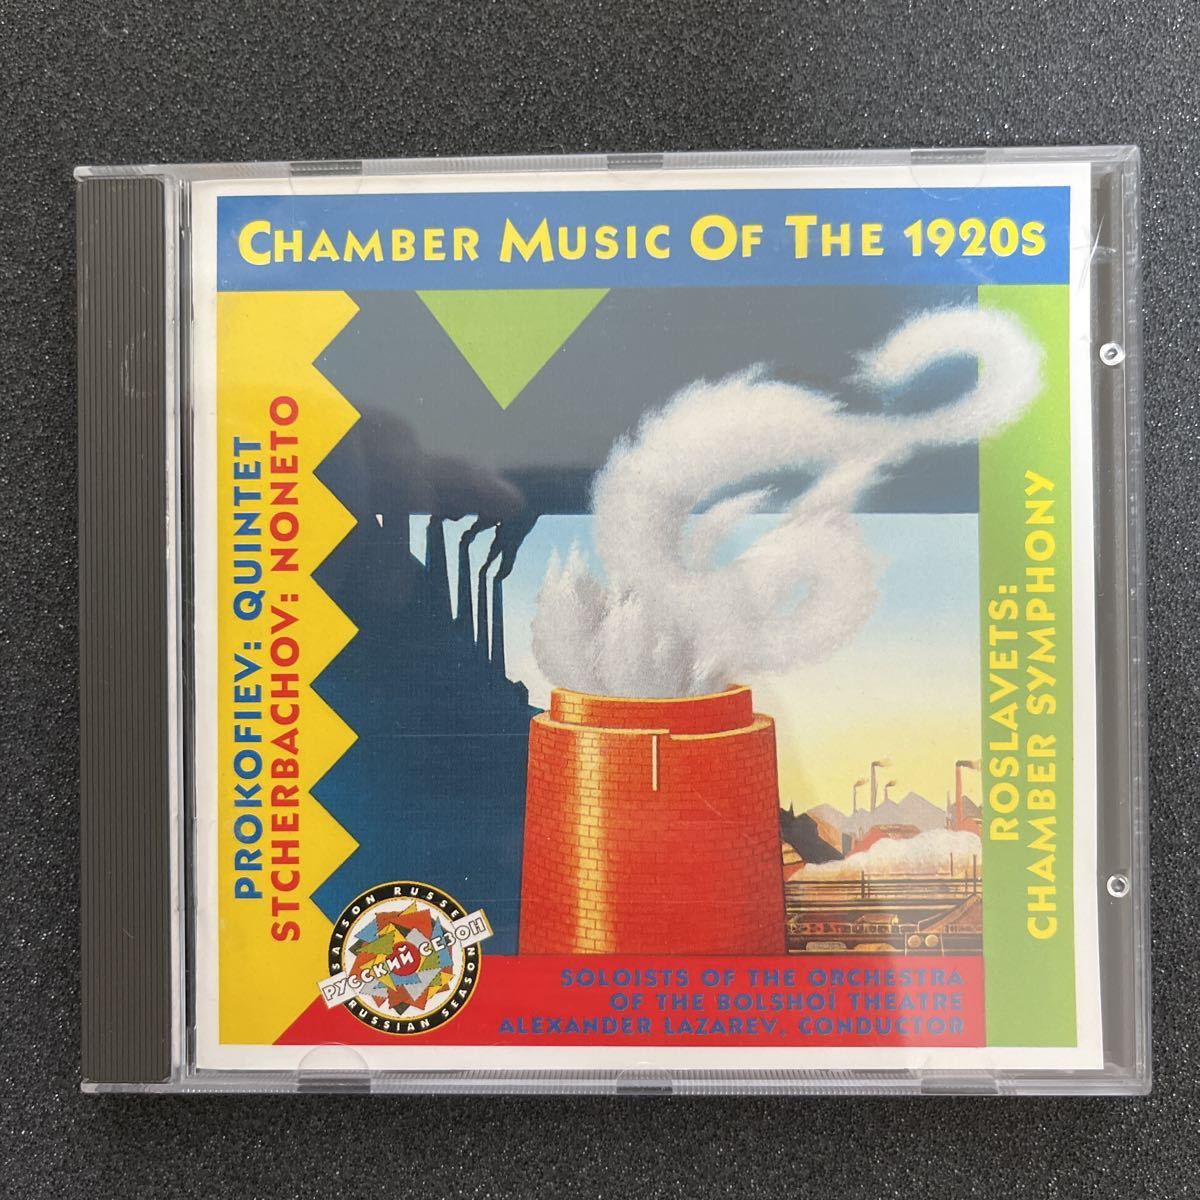 CHAMBER MUSIC OF THE 1920S
PROKOFIEV: QUINTET
STCHERBACHOV: NONETO
ROSLAVETS:
CHAMBER SYMPHONY
SAISON RUSSE
РУССКИЙ СЕЗОН
RUSSIAN SEASON
SOLOISTS OF THE ORCHESTRA
OF THE BOLSHOÏ THEATRE
ALEXANDER LAZAREV, CONDUCTOR